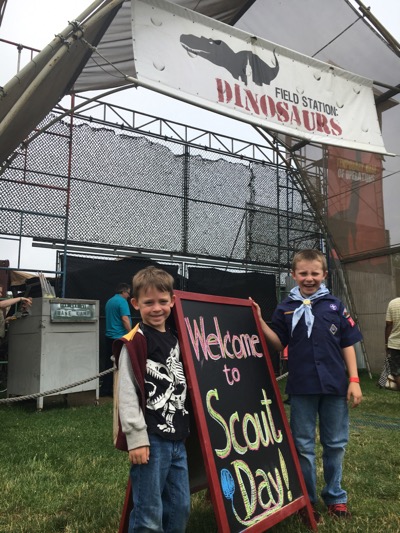 FIELD STATION:
DINOSAURS
Welcome
to
Scout
Day!